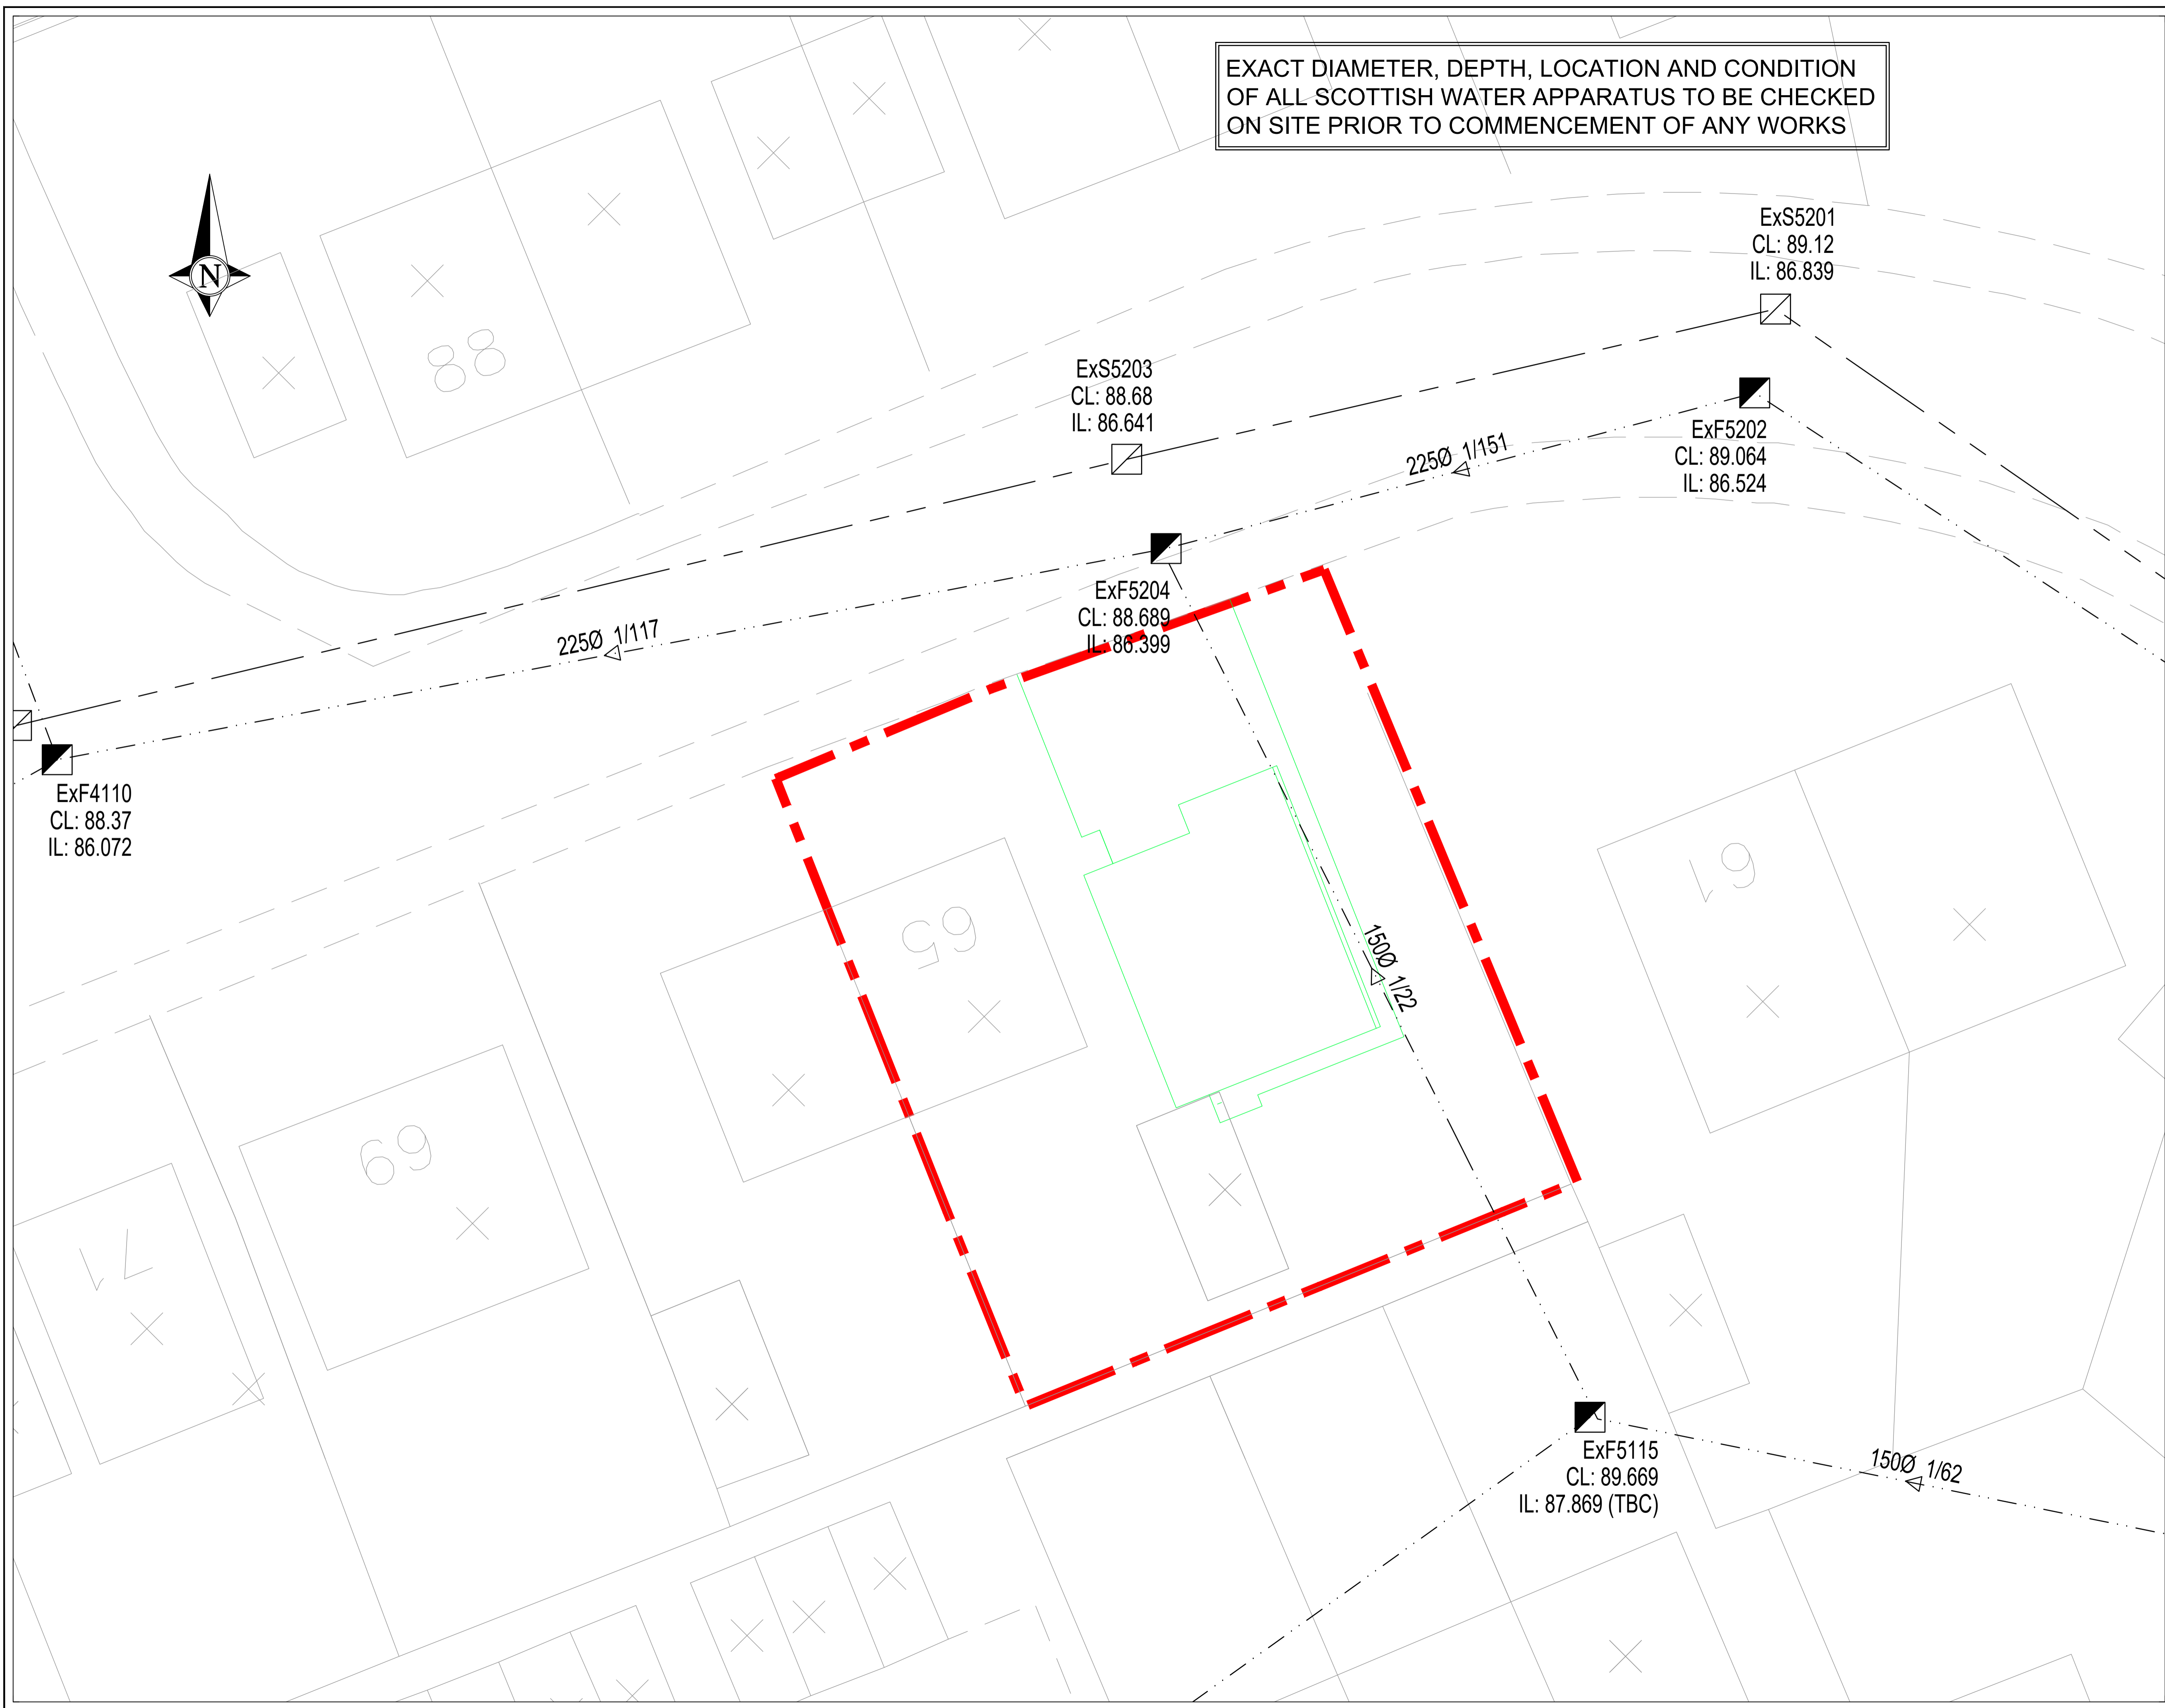 EXACT DIAMETER, DEPTH, LOCATION AND CONDITION
OF ALL SCOTTISH WATER APPARATUS TO BE CHECKED
ON SITE PRIOR TO COMMENCEMENT OF ANY WORKS
N
ExS5201
CL: 89.12
IL: 86.839
88
ExS5203
CL: 88.68
IL: 86.641
ExF5202
CL: 89.064
IL: 86.524
225Ø 1/151
ExF5204
CL: 88.689
IL: 86.399
225Ø 1/117
ExF4110
CL: 88.37
IL: 86.072
61
65
150Ø 1/22
69
71
ExF5115
CL: 89.669
IL: 87.869 (TBC)
150Ø 1/62